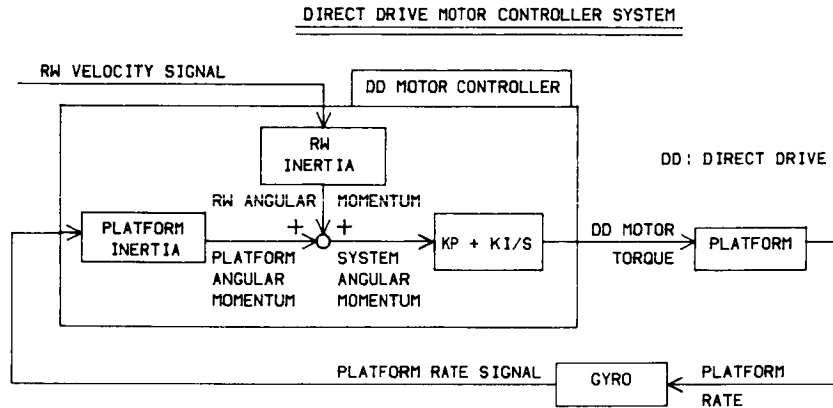 DIRECT DRIVE MOTOR CONTROLLER SYSTEM
RW VELOCITY SIGNAL
DD MOTOR CONTROLLER
RW
INERTIA
DD: DIRECT DRIVE
RW ANGULAR MOMENTUM
+ +
PLATFORM
INERTIA
PLATFORM
ANGULAR
MOMENTUM
SYSTEM
ANGULAR
MOMENTUM
KP + KI/S
DD MOTOR
TORQUE
PLATFORM
PLATFORM RATE SIGNAL
GYRO
PLATFORM
RATE